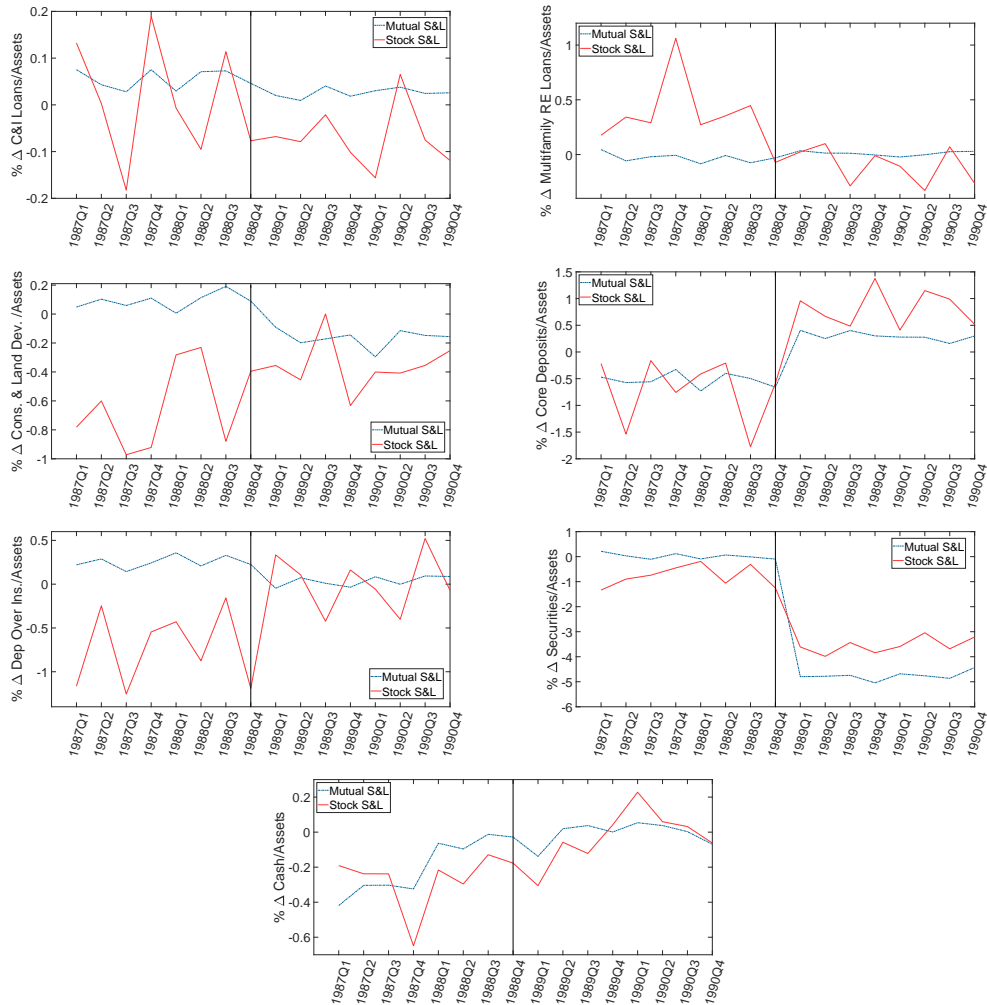 % Δ C&I Loans/Assets
0.2
0.1
0
-0.1
-0.2
Mutual S&L
Stock S&L
1987Q1
1987Q2
1987Q3
1987Q4
1988Q1
1988Q2
1988Q3
1988Q4
1989Q1
1989Q2
1989Q3
1989Q4
1990Q1
1990Q2
1990Q3
1990Q4
% Δ Multifamily RE Loans/Assets
1
0.5
0
Mutual S&L
Stock S&L
1987Q1
1987Q2
1987Q3
1987Q4
1988Q1
1988Q2
1988Q3
1988Q4
1989Q1
1989Q2
1989Q3
1989Q4
1990Q1
1990Q2
1990Q3
1990Q4
% Δ Cons. & Land Dev. /Assets
0.2
0
-0.2
-0.4
-0.6
-0.8
-1
Mutual S&L
Stock S&L
1987Q1
1987Q2
1987Q3
1987Q4
1988Q1
1988Q2
1988Q3
1988Q4
1989Q1
1989Q2
1989Q3
1989Q4
1990Q1
1990Q2
1990Q3
1990Q4
% Δ Core Deposits/Assets
1.5
1
0.5
0
-0.5
-1
-1.5
-2
Mutual S&L
Stock S&L
1987Q1
1987Q2
1987Q3
1987Q4
1988Q1
1988Q2
1988Q3
1988Q4
1989Q1
1989Q2
1989Q3
1989Q4
1990Q1
1990Q2
1990Q3
1990Q4
% Δ Dep Over Ins./Assets
0.5
0
-0.5
-1
Mutual S&L
Stock S&L
1987Q1
1987Q2
1987Q3
1987Q4
1988Q1
1988Q2
1988Q3
1988Q4
1989Q1
1989Q2
1989Q3
1989Q4
1990Q1
1990Q2
1990Q3
1990Q4
% Δ Securities/Assets
1
0
-1
-2
-3
-4
-5
-6
Mutual S&L
Stock S&L
1987Q1
1987Q2
1987Q3
1987Q4
1988Q1
1988Q2
1988Q3
1988Q4
1989Q1
1989Q2
1989Q3
1989Q4
1990Q1
1990Q2
1990Q3
1990Q4
% Δ Cash/Assets
0.2
0
-0.2
-0.4
-0.6
Mutual S&L
Stock S&L
1987Q1
1987Q2
1987Q3
1987Q4
1988Q1
1988Q2
1988Q3
1988Q4
1989Q1
1989Q2
1989Q3
1989Q4
1990Q1
1990Q2
1990Q3
1990Q4